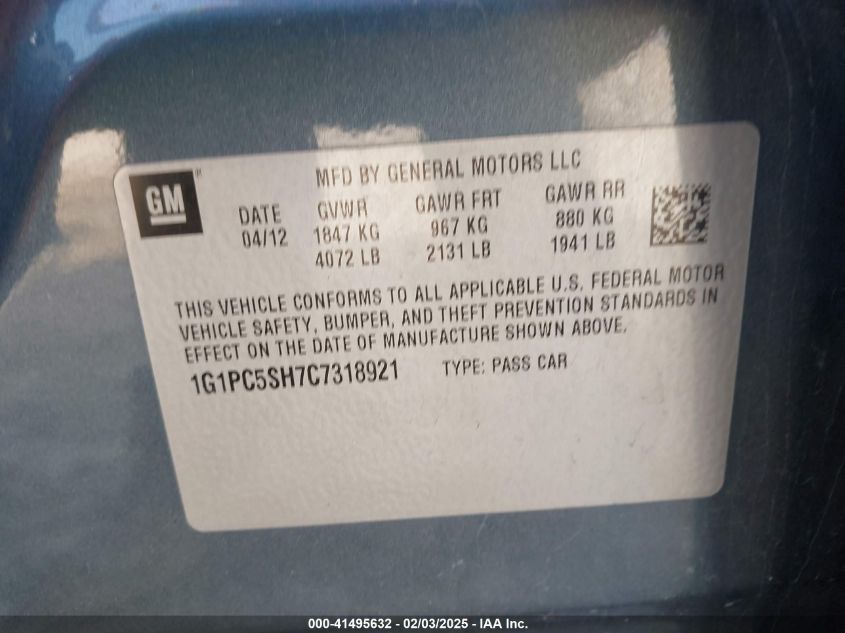 GM
MFD BY GENERAL MOTORS LLC
DATE GVWR GAWR FRT GAWR RR
04/12 1847 KG 967 KG 880 KG
4072 LB 2131 LB 1941 LB
THIS VEHICLE CONFORMS TO ALL APPLICABLE U.S. FEDERAL MOTOR
VEHICLE SAFETY, BUMPER, AND THEFT PREVENTION STANDARDS IN
EFFECT ON THE DATE OF MANUFACTURE SHOWN ABOVE.
1G1PC5SH7C7318921 TYPE: PASS CAR
000-41495632 - 02/03/2025 - IAA Inc.